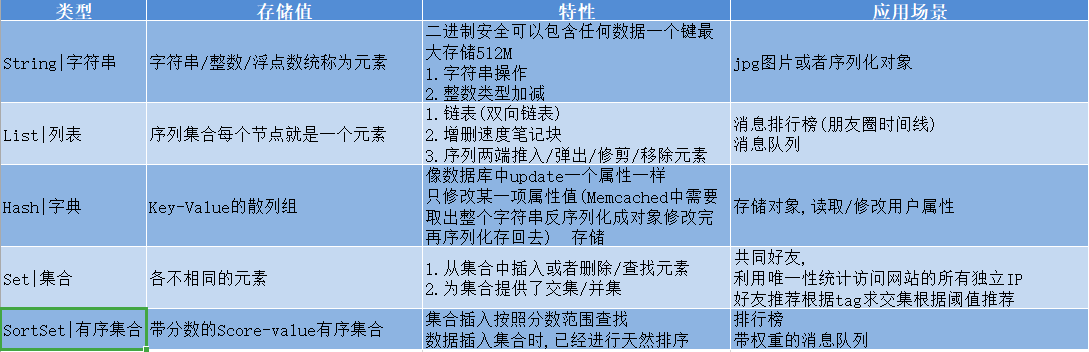 类型 存储值 特性 应用场景
String|字符串 字符串/整数/浮点数统称为元素 二进制安全可以包含任何数据一个键最
大存储512M
1.字符串操作
2.整数类型加减 jpg图片或者序列化对象
List|列表 序列集合每个节点就是一个元素 1.链表(双向链表)
2.增删速度笔记块
3.序列两端推入/弹出/修剪/移除元素 消息排行榜(朋友圈时间线)
消息队列
Hash|字典 Key-Value的散列组 像数据库中update一个属性一样
只修改某一项属性值(Memcached中需要
取出整个字符串反序列化成对象修改完
再序列化存回去) 存储 存储对象,读取/修改用户属性
Set|集合 各不相同的元素 1.从集合中插入或者删除/查找元素
2.为集合提供了交集/并集 共同好友,
利用唯一性统计访问网站的所有独立IP
好友推荐根据tag求交集根据阈值推荐
SortSet|有序集合 带分数的Score-value有序集合 集合插入按照分数范围查找
数据插入集合时,已经进行天然排序 排行榜
带权重的消息队列